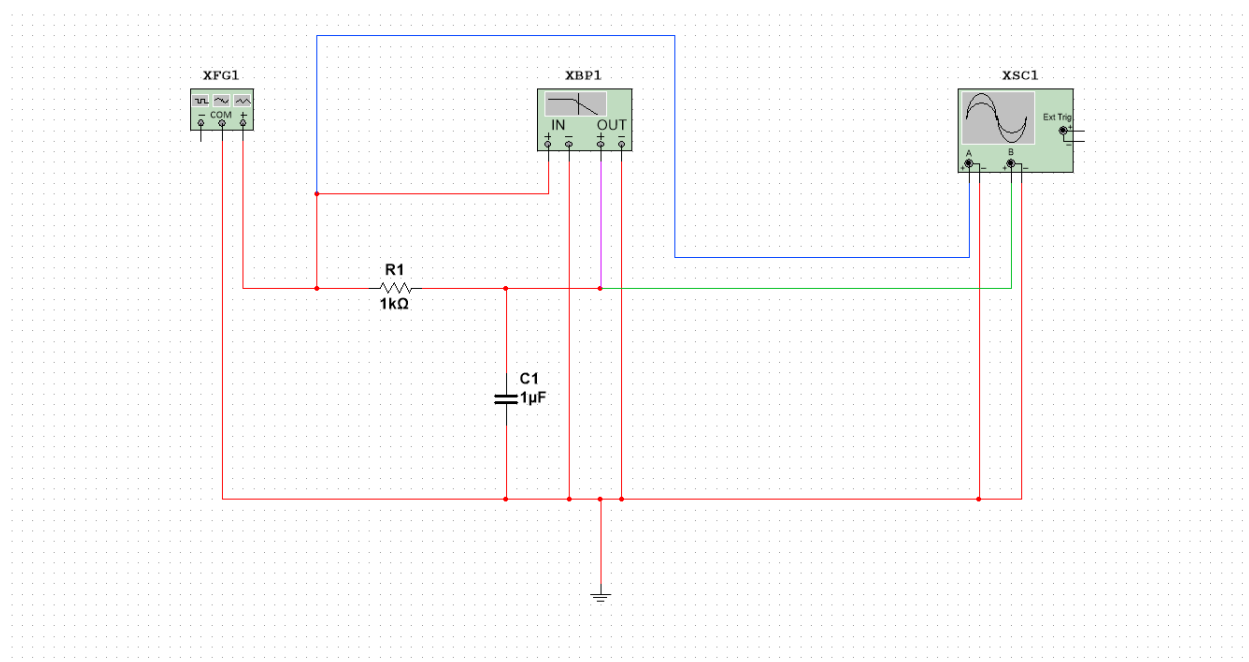 XFG1
COM
XBP1
IN OUT
XSC1
Ext Trig
A B
R1
1kΩ
C1
1µF